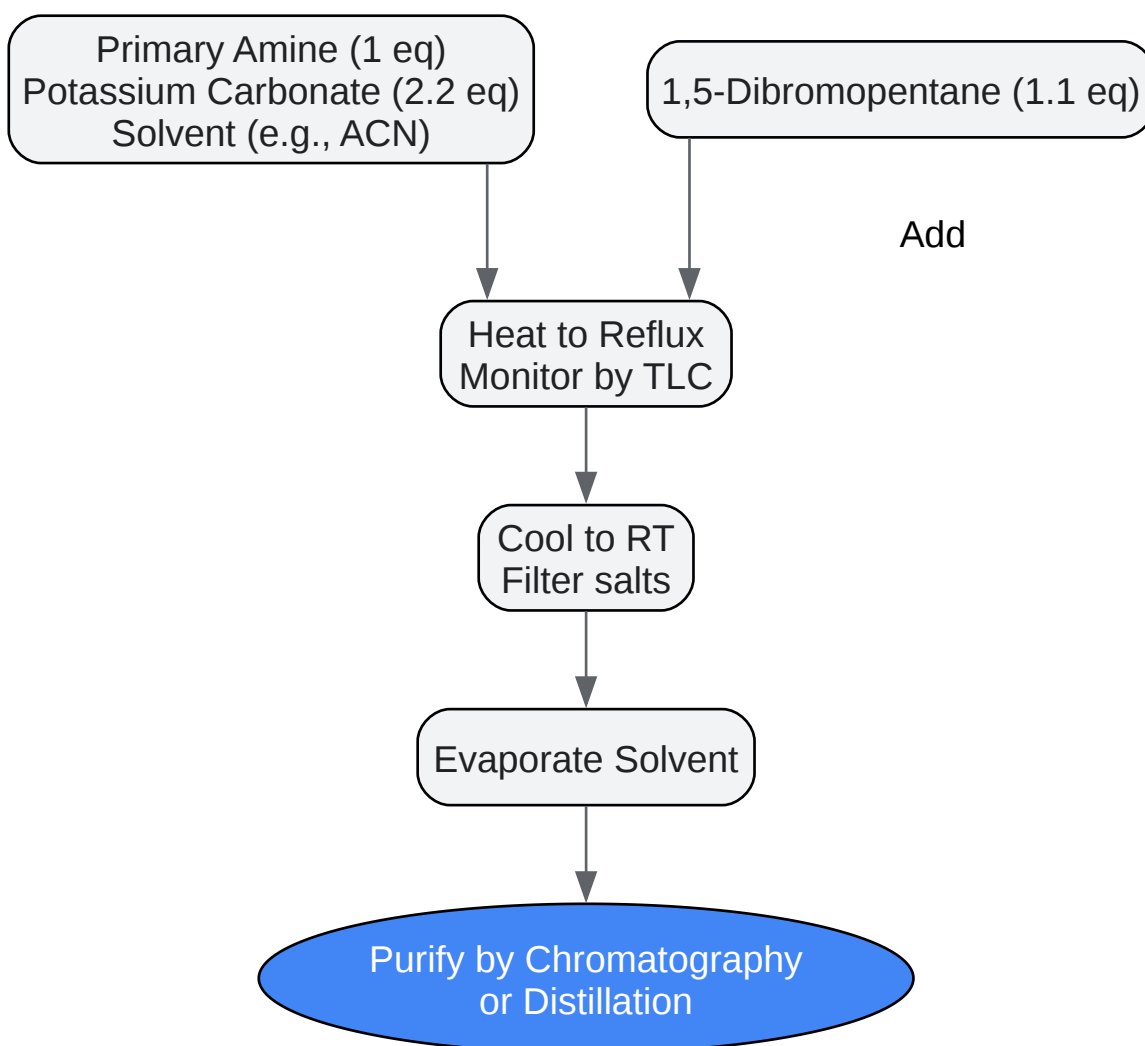 Primary Amine (1 eq)
Potassium Carbonate (2.2 eq)
Solvent (e.g., ACN)
1,5-Dibromopentane (1.1 eq)
Add
Heat to Reflux
Monitor by TLC
Cool to RT
Filter salts
Evaporate Solvent
Purify by Chromatography
or Distillation